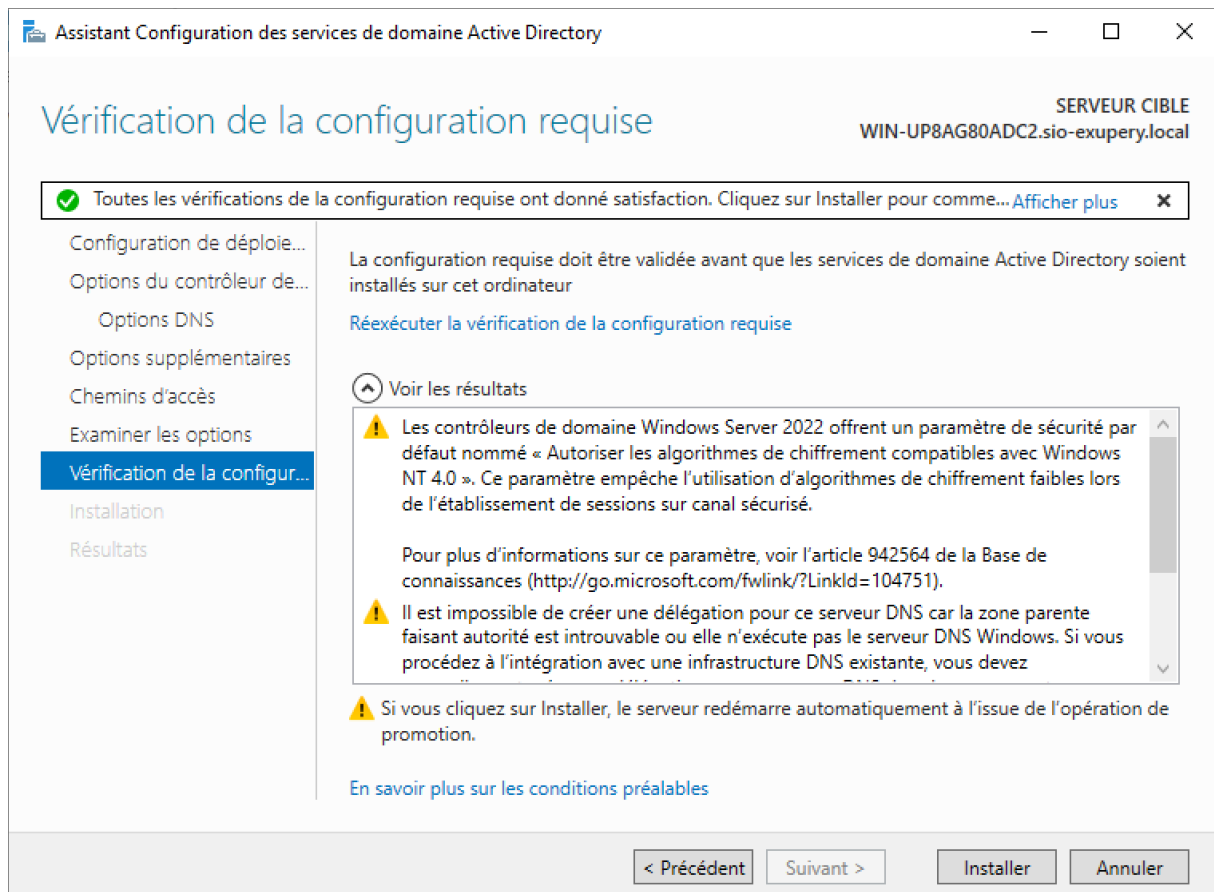 Assistant Configuration des services de domaine Active Directory
Vérification de la configuration requise
SERVEUR CIBLE
WIN-UP8AG80ADC2.sio-exupery.local
Toutes les vérifications de la configuration requise ont donné satisfaction. Cliquez sur Installer pour comme... Afficher plus
Configuration de déploie...
Options du contrôleur de...
Options DNS
Options supplémentaires
Chemins d'accès
Examiner les options
Vérification de la configur...
Installation
Résultats
La configuration requise doit être validée avant que les services de domaine Active Directory soient
installés sur cet ordinateur
Réexécuter la vérification de la configuration requise
Voir les résultats
Les contrôleurs de domaine Windows Server 2022 offrent un paramètre de sécurité par
défaut nommé « Autoriser les algorithmes de chiffrement compatibles avec Windows
NT 4.0 ». Ce paramètre empêche l'utilisation d'algorithmes de chiffrement faibles lors
de l'établissement de sessions sur canal sécurisé.
Pour plus d'informations sur ce paramètre, voir l'article 942564 de la Base de
connaissances (http://go.microsoft.com/fwlink/?LinkId=104751).
Il est impossible de créer une délégation pour ce serveur DNS car la zone parente
faisant autorité est introuvable ou elle n'exécute pas le serveur DNS Windows. Si vous
procédez à l'intégration avec une infrastructure DNS existante, vous devez
Si vous cliquez sur Installer, le serveur redémarre automatiquement à l'issue de l'opération de
promotion.
En savoir plus sur les conditions préalables
< Précédent
Suivant >
Installer
Annuler